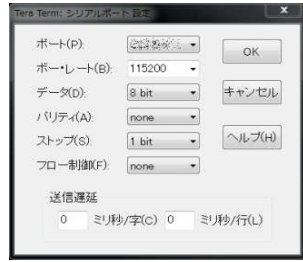 Tera Term: シリアルポート 設定
ポート(P):
OK
ボー・レート(B): 115200
データ(D): 8 bit
キャンセル
パリティ(A): none
ストップ(S): 1 bit
ヘルプ(H)
フロー制御(F): none
送信遅延
0 ミリ秒/字(C) 0 ミリ秒/行(L)